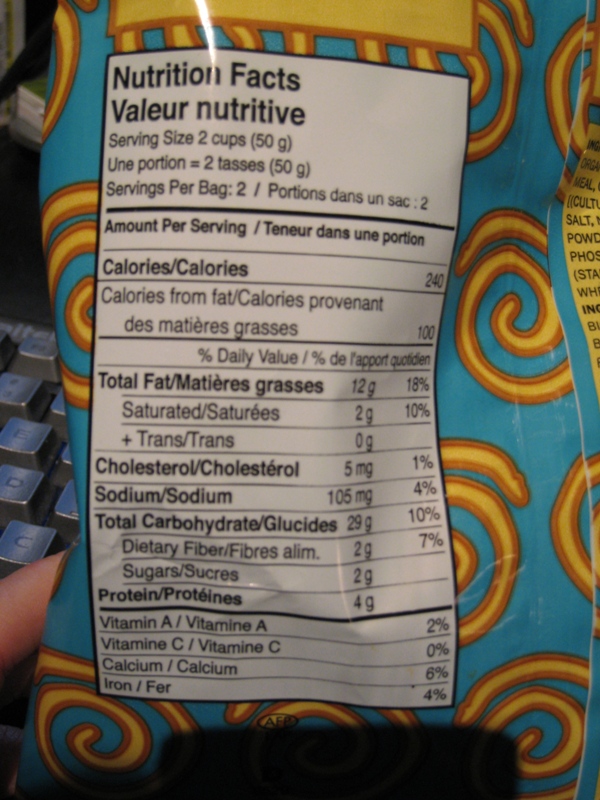 Nutrition Facts
Valeur nutritive
Serving Size 2 cups (50 g)
Une portion = 2 tasses (50 g)
Servings Per Bag: 2 / Portions dans un sac : 2
Amount Per Serving / Teneur dans une portion
Calories/Calories 240
Calories from fat/Calories provenant
des matières grasses 100
% Daily Value / % de l'apport quotidien
Total Fat/Matières grasses 12 g 18%
Saturated/Saturées 2 g 10%
+ Trans/Trans 0 g
Cholesterol/Cholestérol 5 mg 1%
Sodium/Sodium 105 mg 4%
Total Carbohydrate/Glucides 29 g 10%
Dietary Fiber/Fibres alim. 2 g 7%
Sugars/Sucres 2 g
Protein/Protéines 4 g
Vitamin A / Vitamine A 2%
Vitamine C / Vitamine C 0%
Calcium / Calcium 6%
Iron / Fer 4%
MEAL,
SALT,